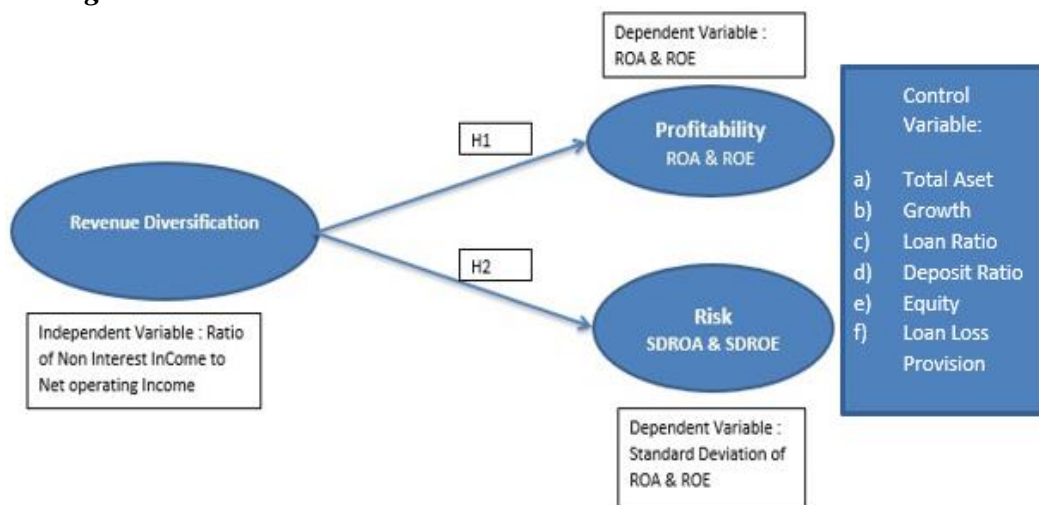 Dependent Variable :
ROA & ROE
Profitability
ROA & ROE
H1
Revenue Diversification
H2
Independent Variable : Ratio
of Non Interest InCome to
Net operating Income
Risk
SDROA & SDROE
Dependent Variable :
Standard Deviation of
ROA & ROE
Control
Variable:
a) Total Aset
b) Growth
c) Loan Ratio
d) Deposit Ratio
e) Equity
f) Loan Loss
Provision